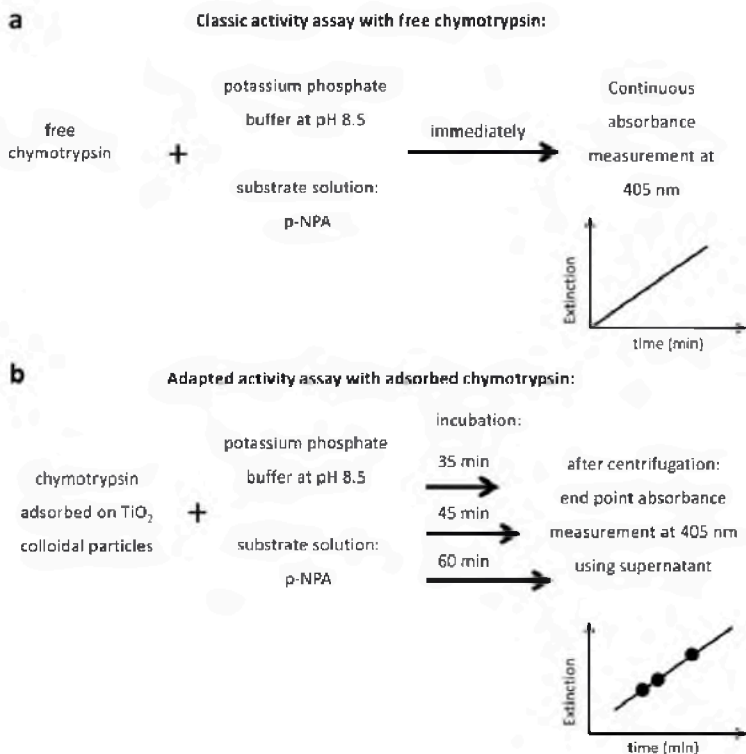 a
Classic activity assay with free chymotrypsin:
free
chymotrypsin
+
potassium phosphate
buffer at pH 8.5
substrate solution:
p-NPA
immediately
Continuous
absorbance
measurement at
405 nm
Extinction
time (min)
b
Adapted activity assay with adsorbed chymotrypsin:
chymotrypsin
adsorbed on TiO₂
colloidal particles
+
potassium phosphate
buffer at pH 8.5
substrate solution:
p-NPA
incubation:
35 min
45 min
60 min
after centrifugation:
end point absorbance
measurement at 405 nm
using supernatant
Extinction
time (min)